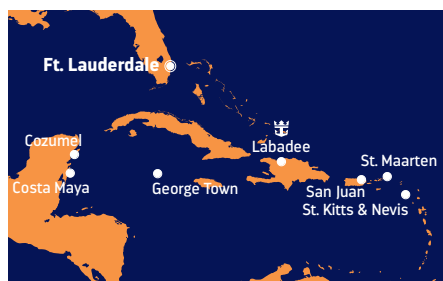 Ft. Lauderdale
Cozumel
Labadee
St. Maarten
Costa Maya
George Town
San Juan
St. Kitts & Nevis